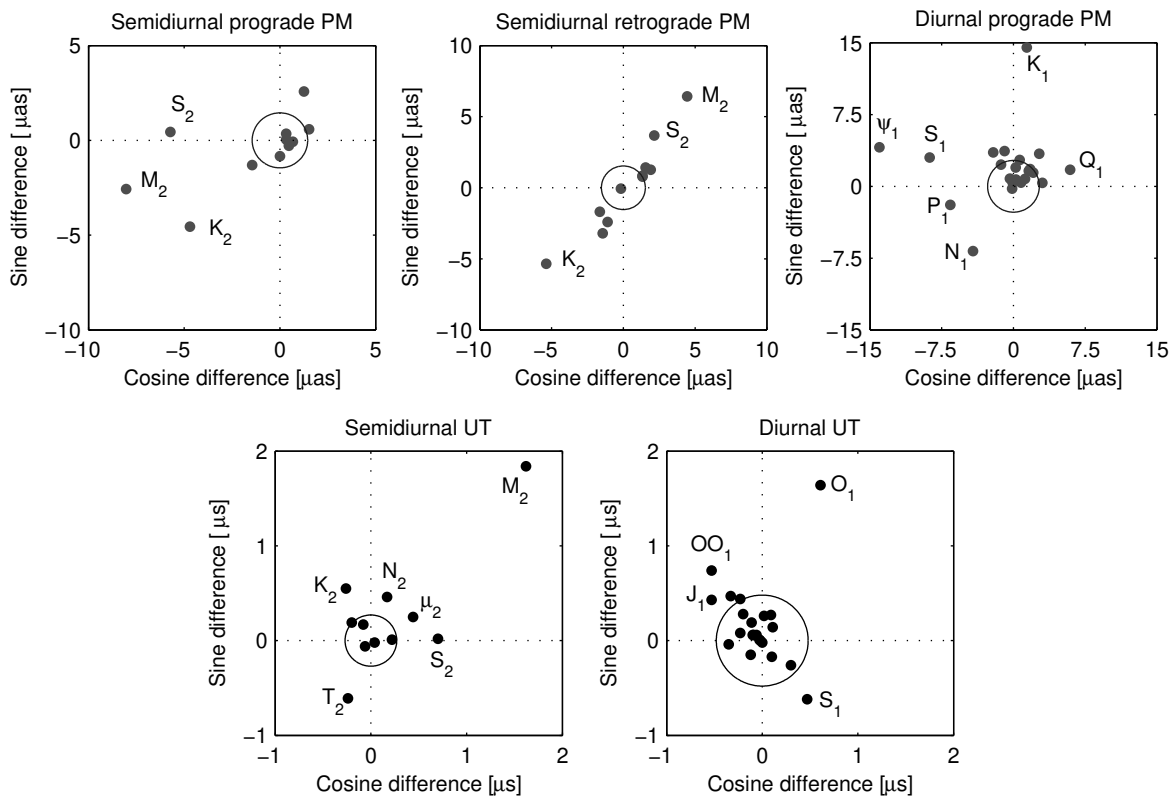 Semidiurnal prograde PM
Sine difference [ μas]
5
0
−5
−10
S₂
M₂
K₂
−10 −5 0 5
Cosine difference [μas]
Semidiurnal retrograde PM
Sine difference [ μas]
10
5
0
−5
−10
M₂
S₂
K₂
−10 −5 0 5 10
Cosine difference [μas]
Diurnal prograde PM
Sine difference [ μas]
15
7.5
0
−7.5
−15
K₁
ψ₁
S₁
Q₁
P₁
N₁
−15 −7.5 0 7.5 15
Cosine difference [μas]
Semidiurnal UT
Sine difference [ μs]
2
1
0
−1
M₂
K₂
N₂
μ₂
S₂
T₂
−1 0 1 2
Cosine difference [μs]
Diurnal UT
Sine difference [ μs]
2
1
0
−1
O₁
OO₁
J₁
S₁
−1 0 1 2
Cosine difference [μs]